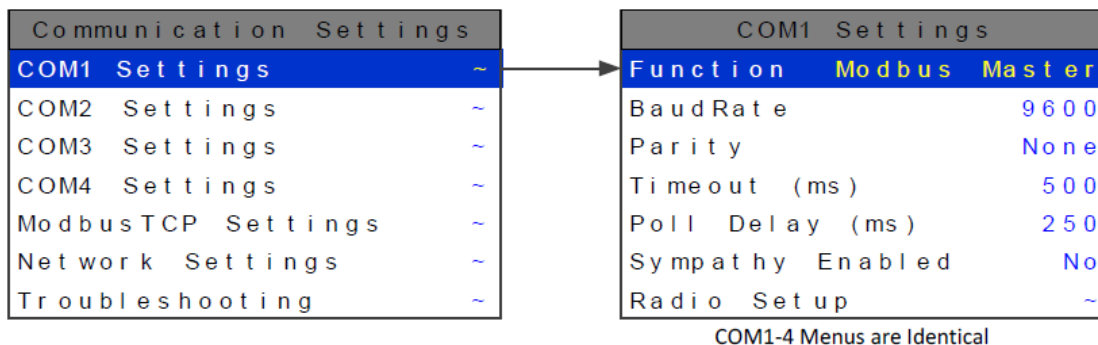 Communication Settings
COM1 Settings ~
COM2 Settings ~
COM3 Settings ~
COM4 Settings ~
ModbusTCP Settings ~
Network Settings ~
Troubleshooting ~
COM1 Settings
Function Modbus Master
BaudRate 9600
Parity None
Timeout (ms) 500
Poll Delay (ms) 250
Sympathy Enabled No
Radio Setup ~
COM1-4 Menus are Identical